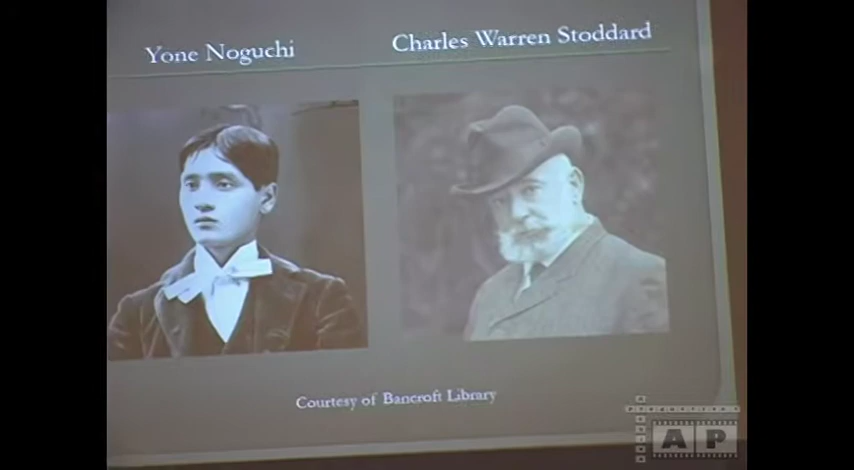 Yone Noguchi
Charles Warren Stoddard
Courtesy of Bancroft Library
AP